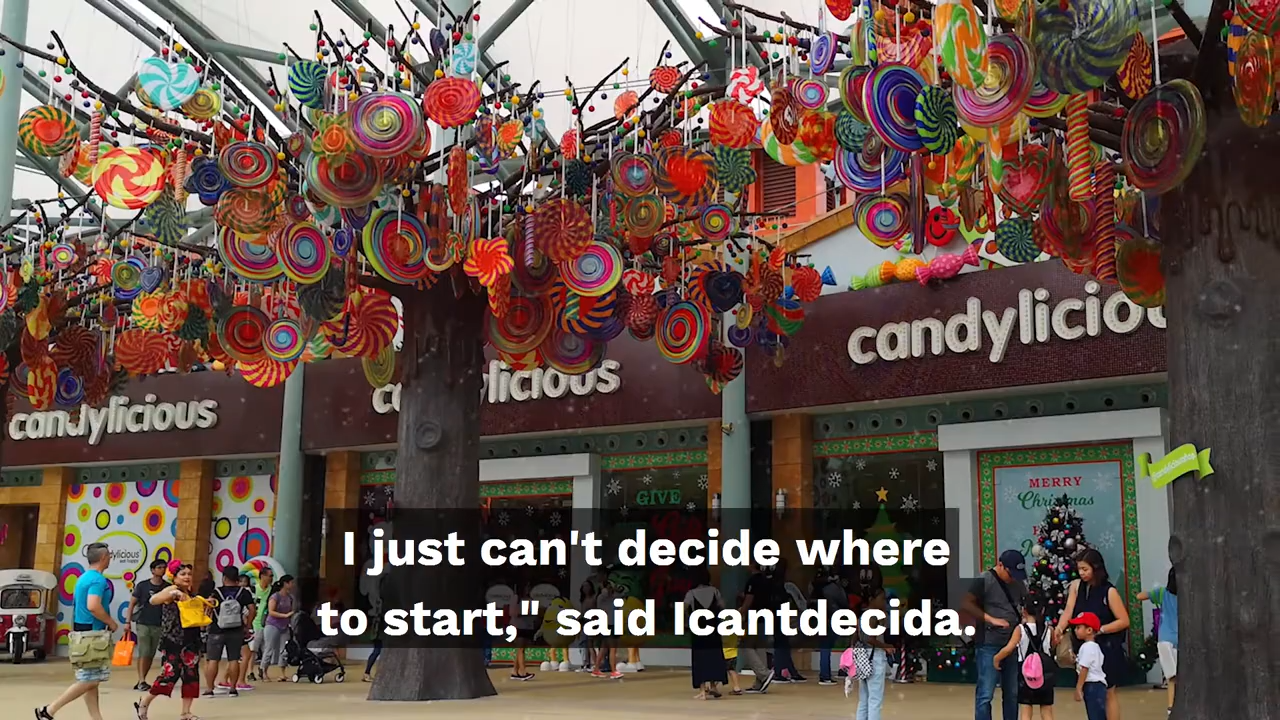 candylicious
candylicious
candylicious
candylicious
GIVE
MERRY
Christmas
I just can't decide where
to start," said Icantdecida.